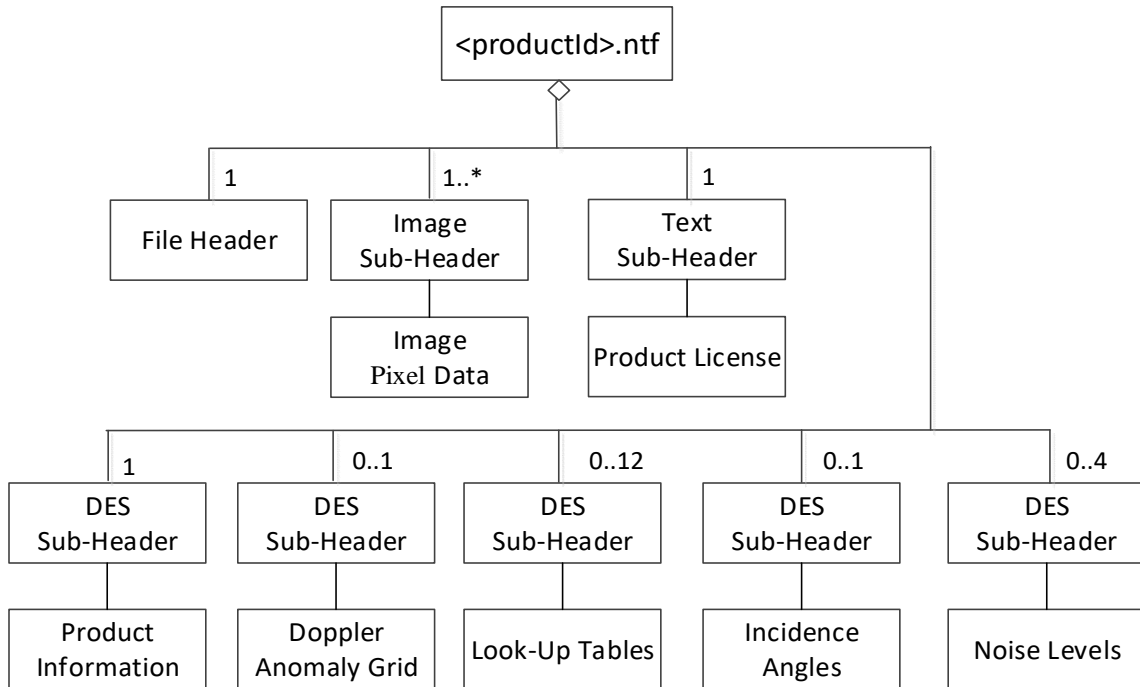 <productId>.ntf
1
1..*
1
File Header
Image
Sub-Header
Text
Sub-Header
Image
Pixel Data
Product License
1
0..1
0..12
0..1
0..4
DES
Sub-Header
DES
Sub-Header
DES
Sub-Header
DES
Sub-Header
DES
Sub-Header
Product
Information
Doppler
Anomaly Grid
Look-Up Tables
Incidence
Angles
Noise Levels